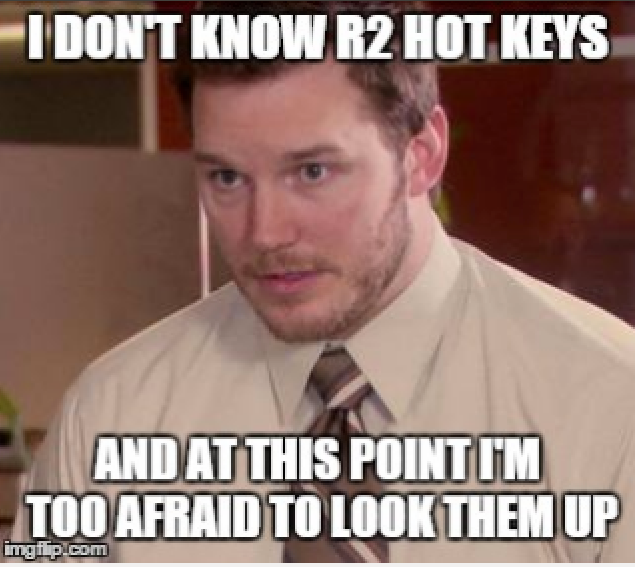 I DON'T KNOW R2 HOT KEYS
AND AT THIS POINT I'M
TOO AFRAID TO LOOK THEM UP
imgflip.com